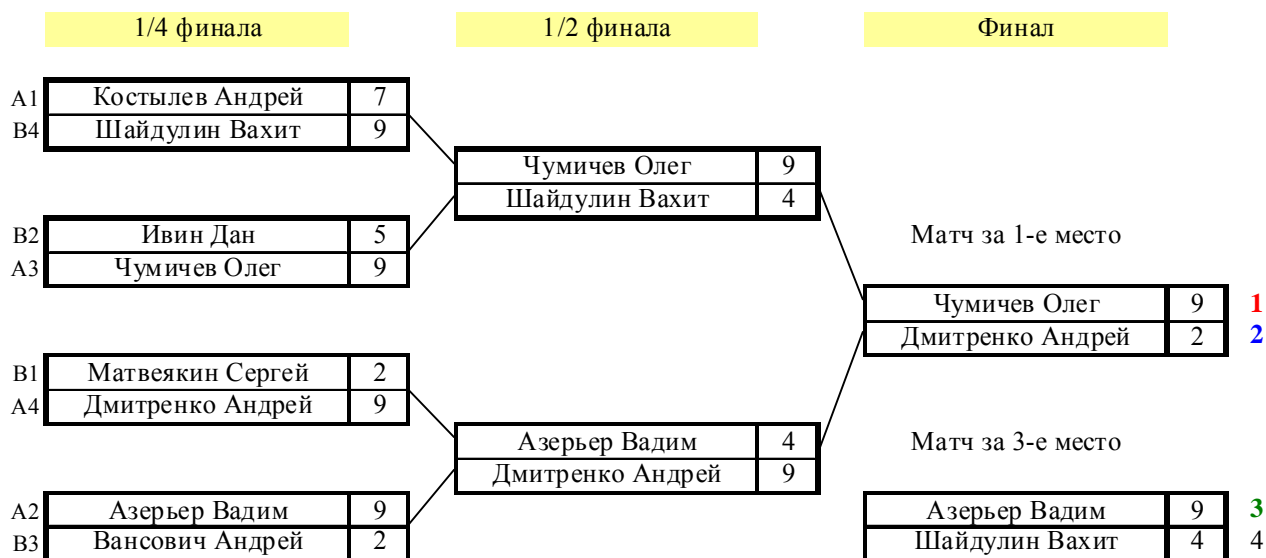 1/4 финала 1/2 финала Финал
A1 Костылев Андрей 7
B4 Шайдулин Вахит 9
Чумичев Олег 9
Шайдулин Вахит 4
B2 Ивин Дан 5 Матч за 1-е место
A3 Чумичев Олег 9
Чумичев Олег 9 1
Дмитренко Андрей 2 2
B1 Матвеякин Сергей 2
A4 Дмитренко Андрей 9
Азерьер Вадим 4 Матч за 3-е место
Дмитренко Андрей 9
A2 Азерьер Вадим 9 Азерьер Вадим 9 3
B3 Вансович Андрей 2 Шайдулин Вахит 4 4